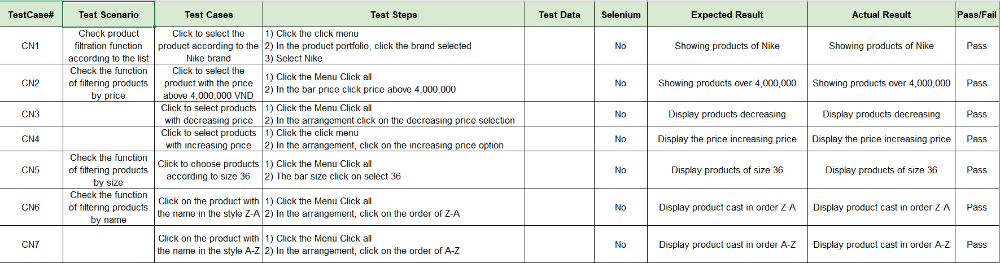 TestCase# Test Scenario Test Cases Test Steps Test Data Selenium Expected Result Actual Result Pass/Fail
CN1
Check product
filtration function
according to the list
Click to select the
product according to the
Nike brand
1) Click the click menu
2) In the product portfolio, click the brand selected
3) Select Nike
No
Showing products of Nike
Showing products of Nike
Pass
CN2
Check the function
of filtering products
by price
Click to select the
product with the price
above 4,000,000 VND
1) Click the Menu Click all
2) In the bar price click price above 4,000,000
No
Showing products over 4,000,000
Showing products over 4,000,000
Pass
CN3
Click to select products
with decreasing price
1) Click the Menu Click all
2) In the arrangement click on the decreasing price selection
No
Display products decreasing
Display products decreasing
Pass
CN4
Click to select products
with increasing price
1) Click the click menu
2) In the arrangement, click on the increasing price option
No
Display the price increasing price
Display the price increasing price
Pass
CN5
Check the function
of filtering products
by size
Click to choose products
according to size 36
1) Click the Menu Click all
2) The bar size click on select 36
No
Display products of size 36
Display products of size 36
Pass
CN6
Check the function
of filtering products
by name
Click on the product with
the name in the style Z-A
1) Click the Menu Click all
2) In the arrangement, click on the order of Z-A
No
Display product cast in order Z-A
Display product cast in order Z-A
Pass
CN7
Click on the product with
the name in the style A-Z
1) Click the Menu Click all
2) In the arrangement, click on the order of A-Z
No
Display product cast in order A-Z
Display product cast in order A-Z
Pass